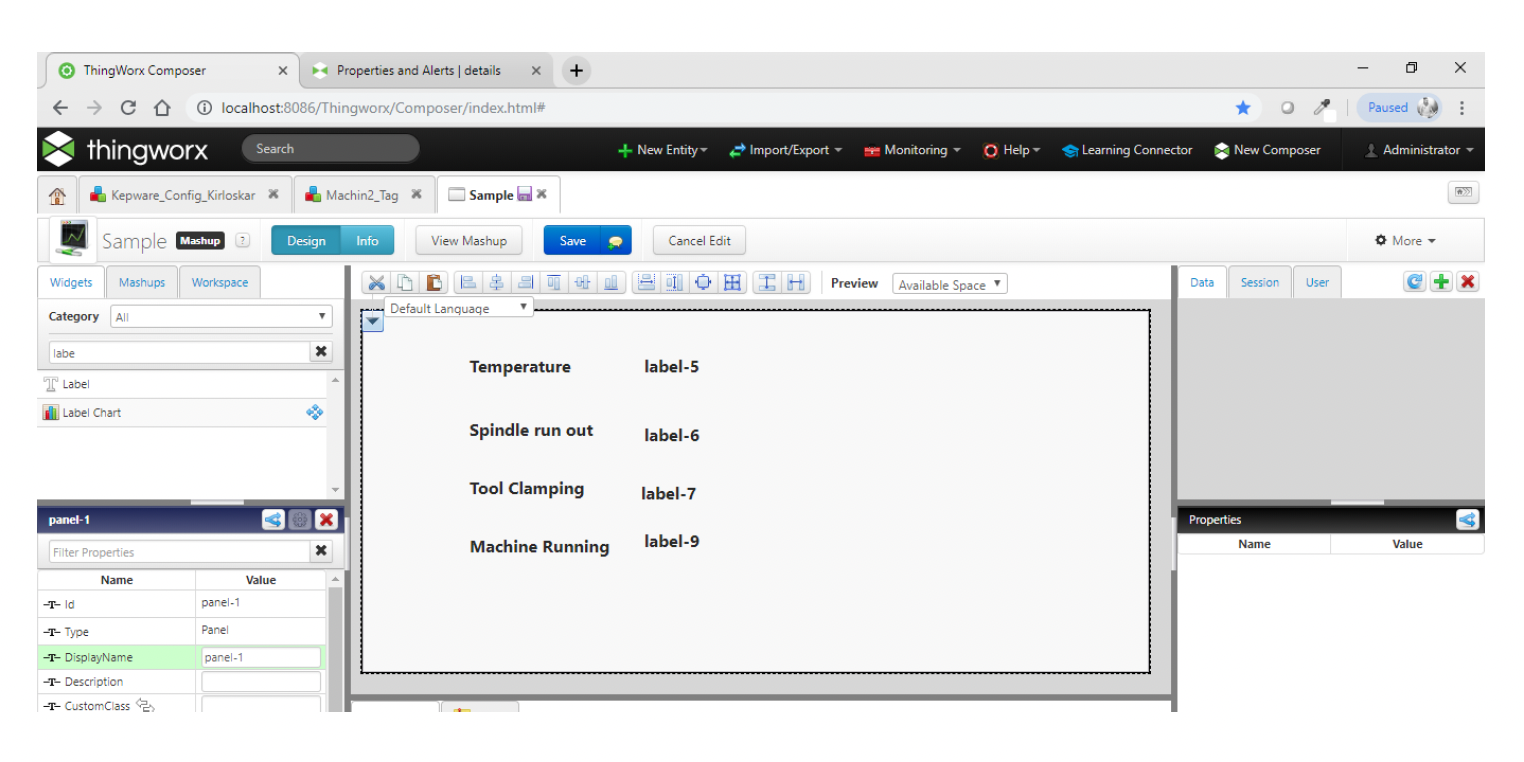 ThingWorx Composer Properties and Alerts | details
localhost:8086/Thingworx/Composer/index.html# Paused
thingworx Search New Entity Import/Export Monitoring Help Learning Connector New Composer Administrator
Kepware_Config_Kirloskar Machin2_Tag Sample
Sample Mashup ? Design Info View Mashup Save Cancel Edit More
Widgets Mashups Workspace Preview Available Space Data Session User
Category All Default Language
labe
Label
Label Chart
Temperature label-5
Spindle run out label-6
Tool Clamping label-7
Machine Running label-9
panel-1 Properties
Filter Properties Name Value
Name Value
-T- Id panel-1
-T- Type Panel
-T- DisplayName panel-1
-T- Description
-T- CustomClass